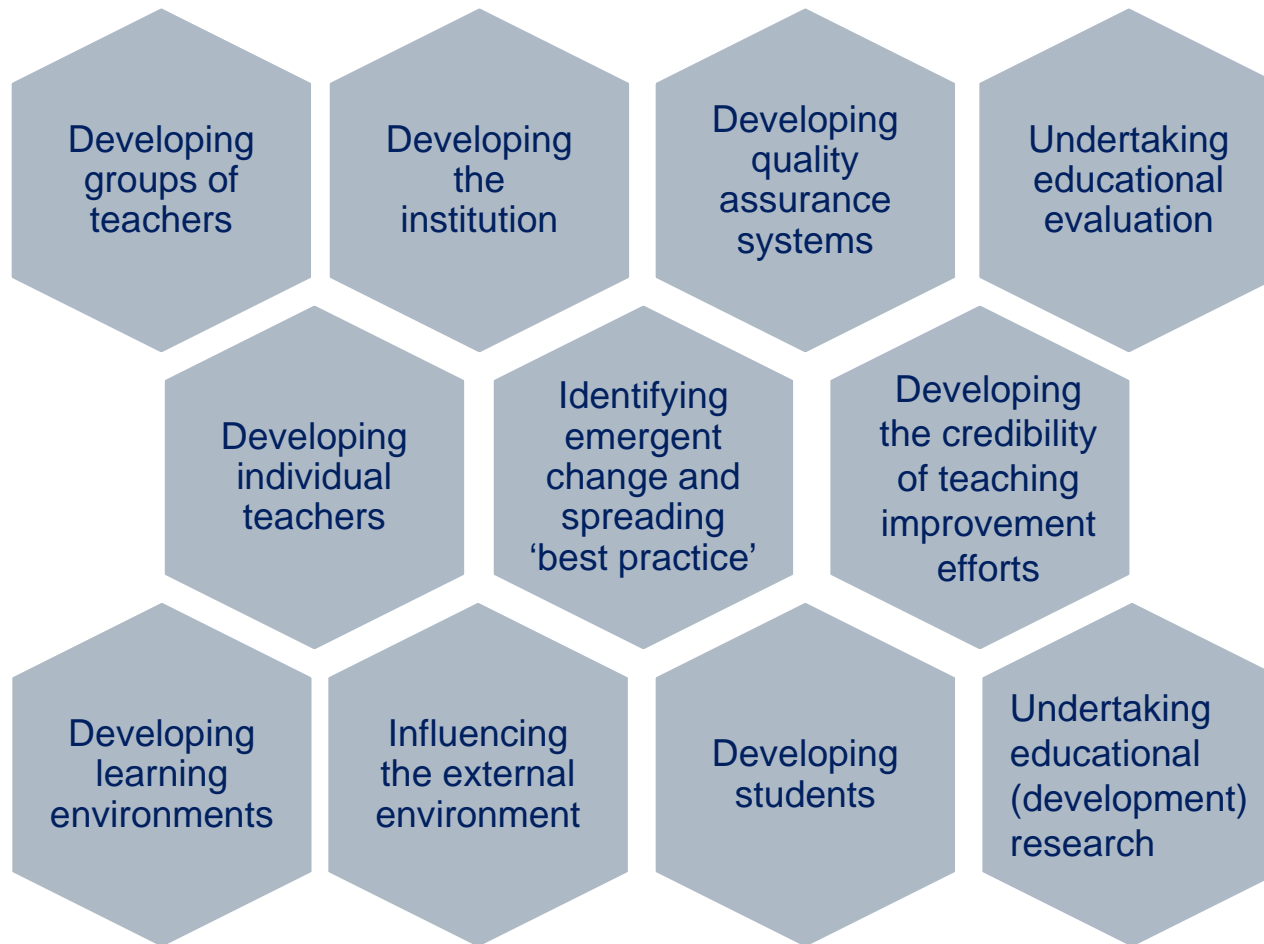 Developing
groups of
teachers
Developing
the
institution
Developing
quality
assurance
systems
Undertaking
educational
evaluation
Developing
individual
teachers
Identifying
emergent
change and
spreading
‘best practice’
Developing
the credibility
of teaching
improvement
efforts
Developing
learning
environments
Influencing
the external
environment
Developing
students
Undertaking
educational
(development)
research